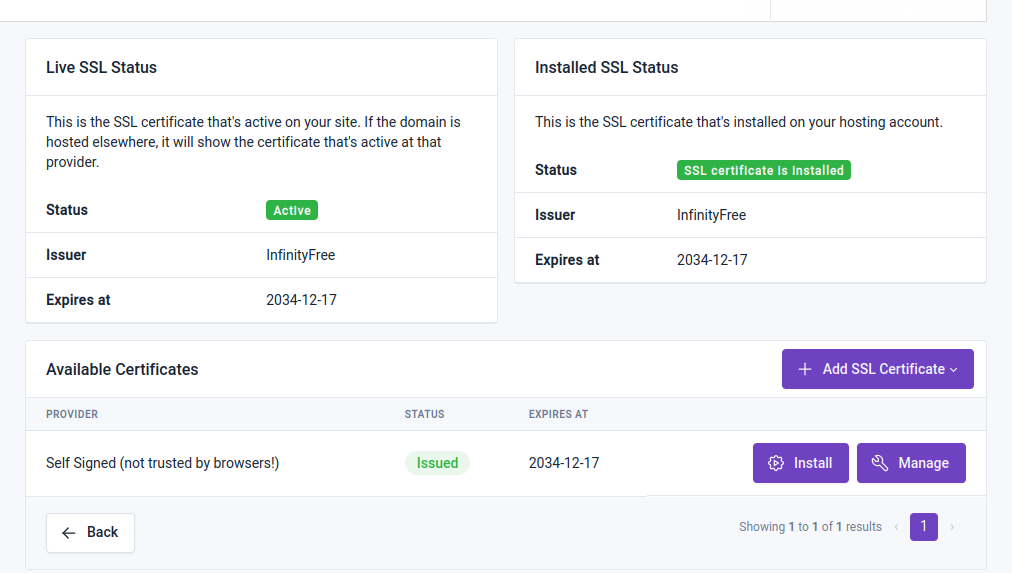 Live SSL Status
This is the SSL certificate that's active on your site. If the domain is
hosted elsewhere, it will show the certificate that's active at that
provider.
Status Active
Issuer InfinityFree
Expires at 2034-12-17
Installed SSL Status
This is the SSL certificate that's installed on your hosting account.
Status SSL certificate is installed
Issuer InfinityFree
Expires at 2034-12-17
Available Certificates
Add SSL Certificate
PROVIDER STATUS EXPIRES AT
Self Signed (not trusted by browsers!) Issued 2034-12-17 Install Manage
Back
Showing 1 to 1 of 1 results ‹ 1 ›